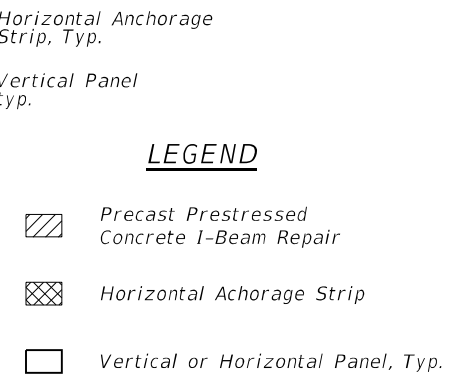 Horizontal Anchorage
Strip, Typ.
Vertical Panel
typ.
LEGEND
Precast Prestressed
Concrete I-Beam Repair
Horizontal Achorage Strip
Vertical or Horizontal Panel, Typ.